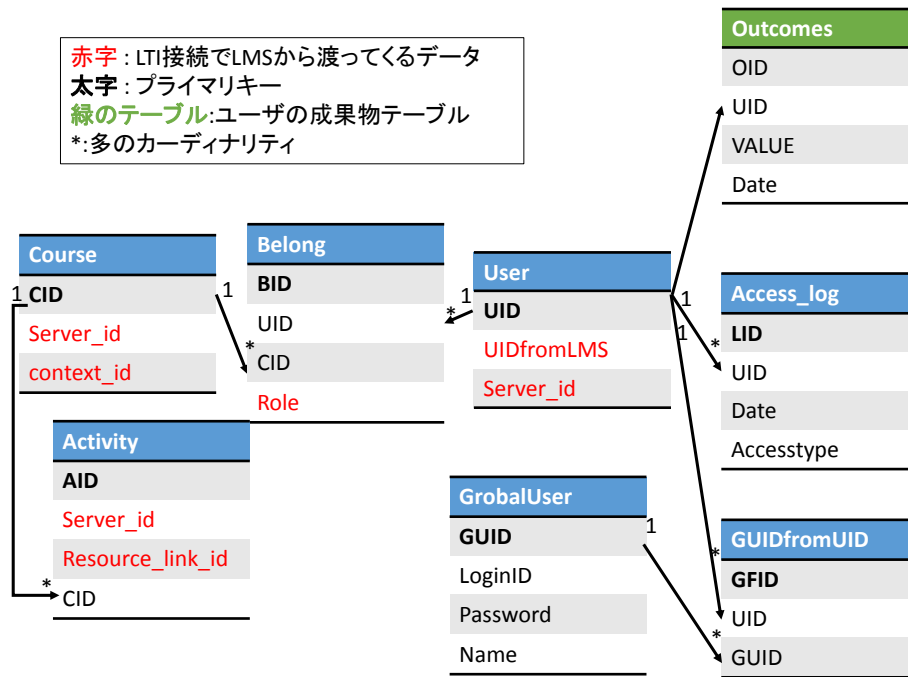 赤字 : LTI接続でLMSから渡ってくるデータ
太字 : プライマリキー
緑のテーブル:ユーザの成果物テーブル
*:多のカーディナリティ
Outcomes
OID
UID
VALUE
Date
Course
CID
Server_id
context_id
1
1
*
Belong
BID
UID
CID
Role
*
1
User
UID
UIDfromLMS
Server_id
1
1
*
Access_log
LID
UID
Date
Accesstype
Activity
AID
Server_id
Resource_link_id
CID
*
GrobalUser
GUID
LoginID
Password
Name
1
*
*
GUIDfromUID
GFID
UID
GUID